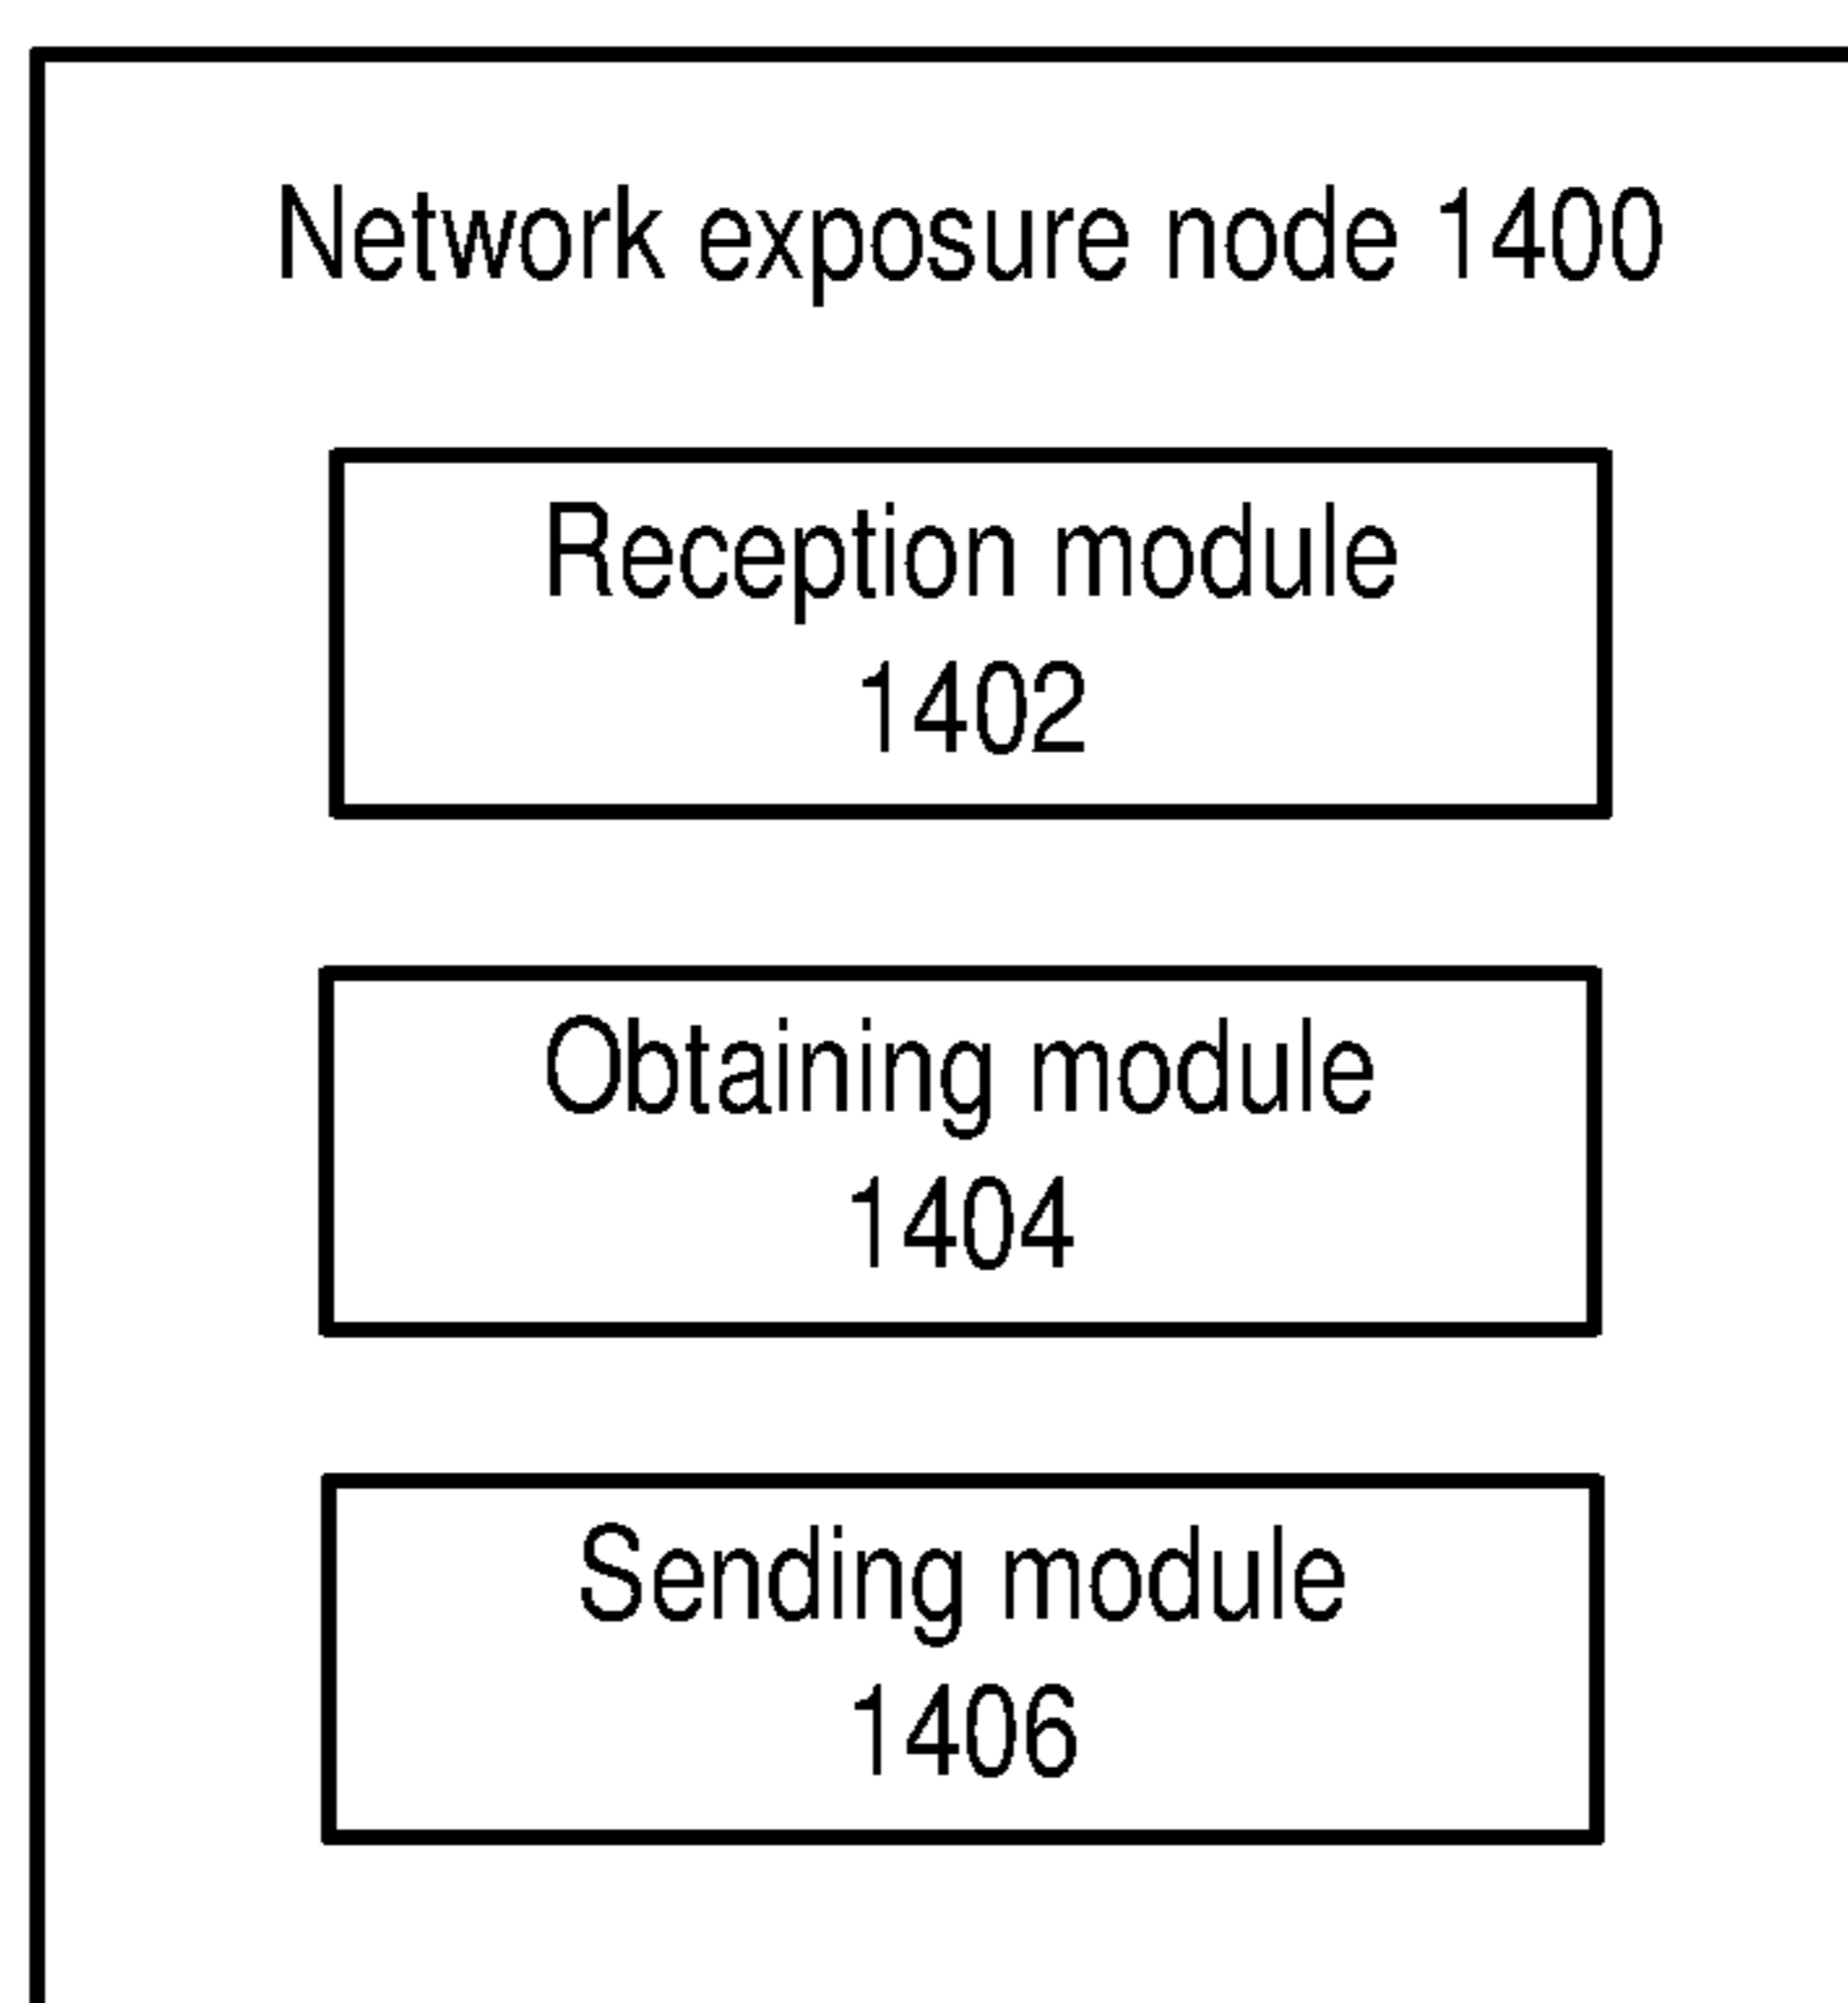 Network exposure node 1400
Reception module
1402
Obtaining module
1404
Sending module
1406